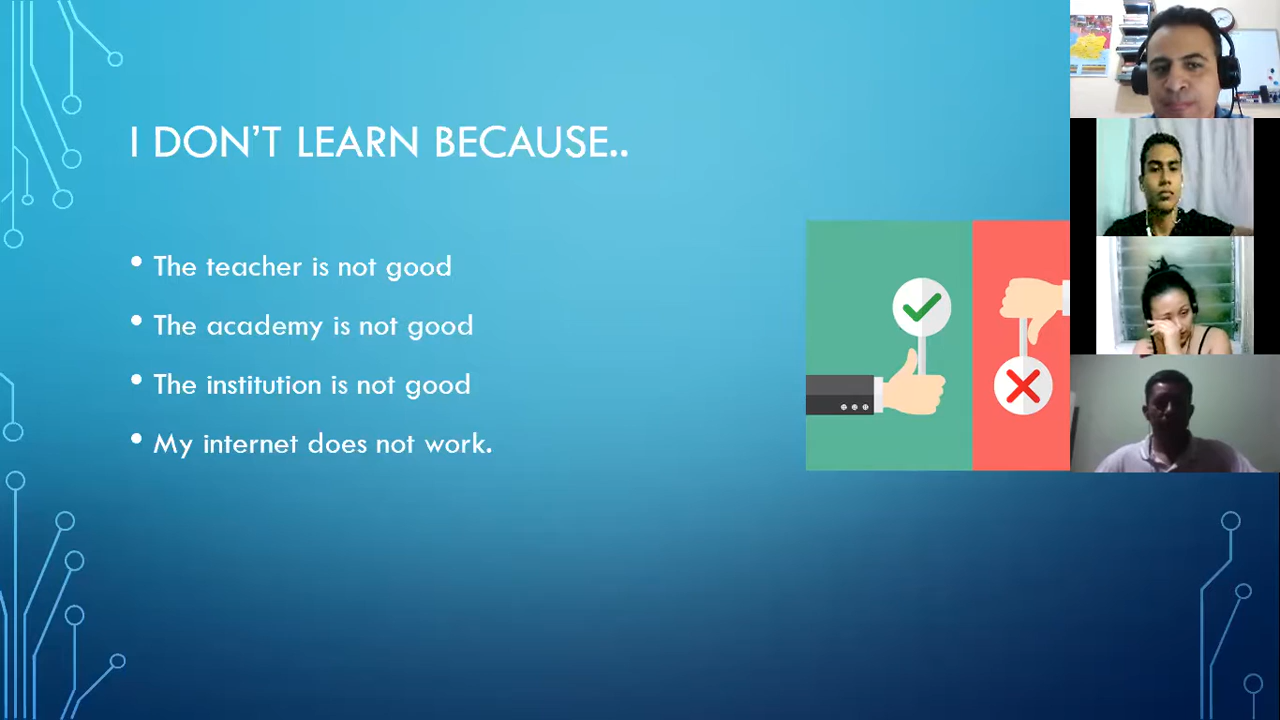 I DON'T LEARN BECAUSE..
• The teacher is not good
• The academy is not good
• The institution is not good
• My internet does not work.